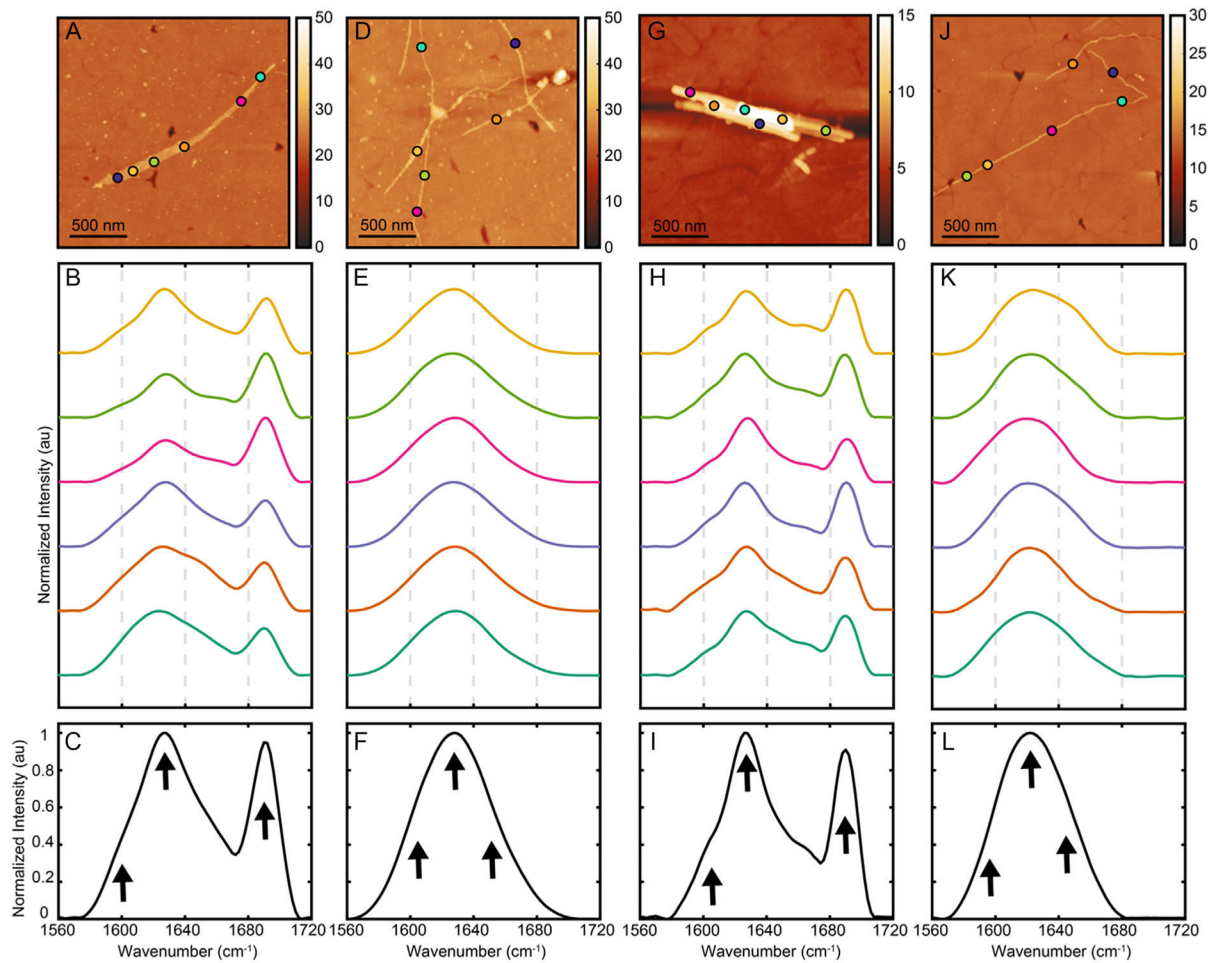 A
500 nm
50
40
30
20
10
0
D
500 nm
50
40
30
20
10
0
G
500 nm
15
10
5
0
J
500 nm
30
25
20
15
10
5
0
Normalized Intensity (au)
B
E
H
K
Normalized Intensity (au)
1
0.8
0.6
0.4
0.2
0
C
F
I
L
1560 1600 1640 1680 1720
1560 1600 1640 1680 1720
1560 1600 1640 1680 1720
1560 1600 1640 1680 1720
Wavenumber (cm⁻¹)
Wavenumber (cm⁻¹)
Wavenumber (cm⁻¹)
Wavenumber (cm⁻¹)